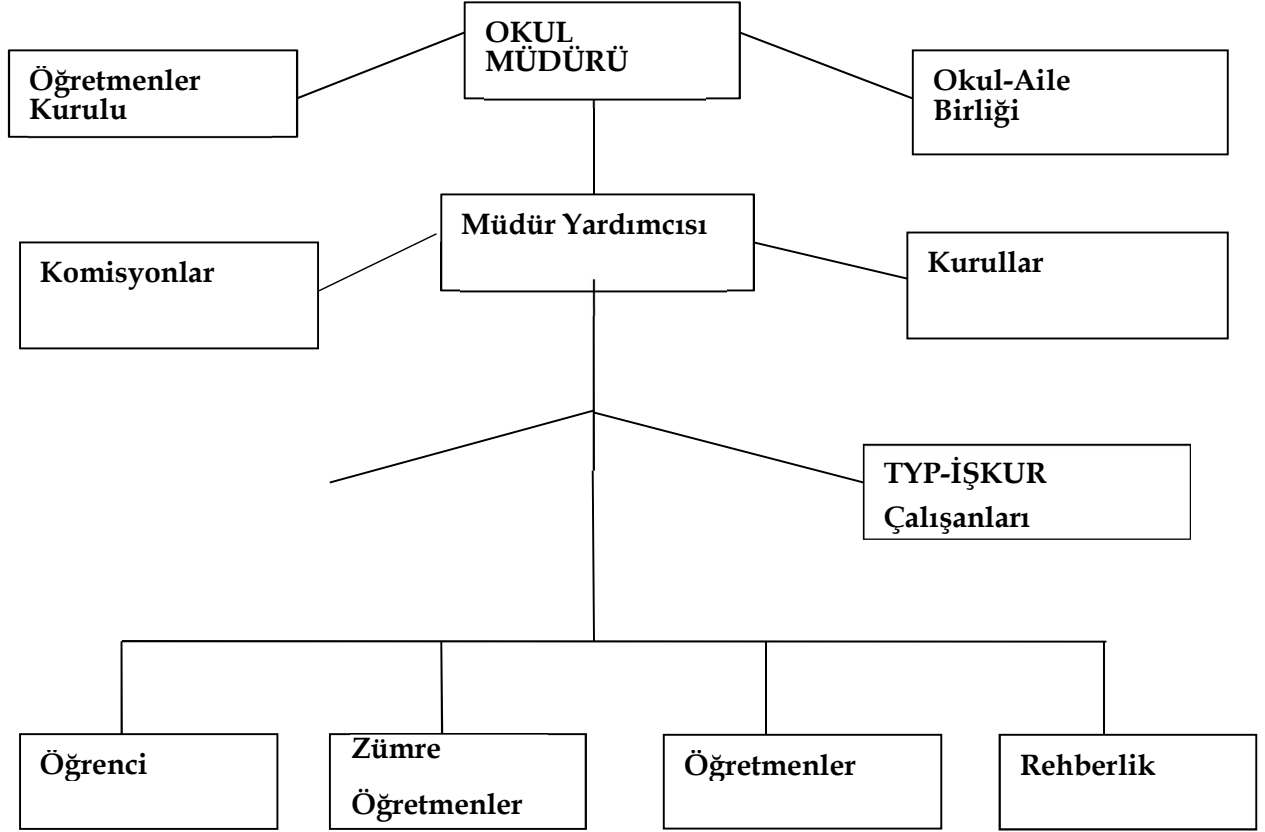 OKUL
MÜDÜRÜ
Öğretmenler
Kurulu
Okul-Aile
Birliği
Müdür Yardımcısı
Komisyonlar
Kurullar
TYP-İŞKUR
Çalışanları
Öğrenci
Zümre
Öğretmenler
Öğretmenler
Rehberlik